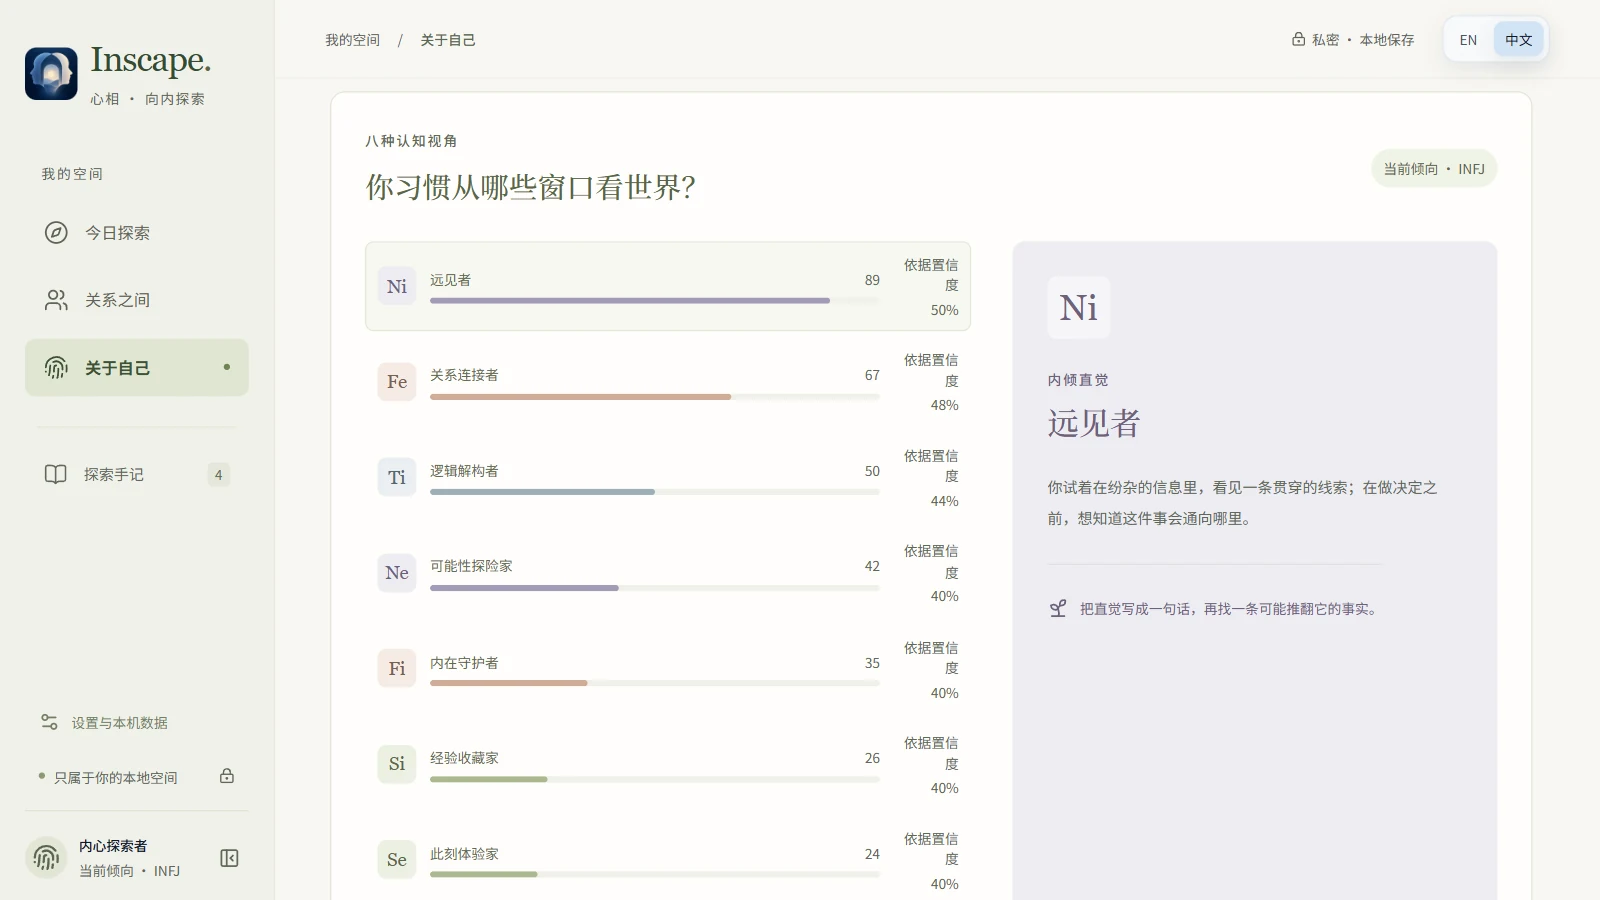 Inscape.
心相 · 向内探索
我的空间
今日探索
关系之间
关于自己
探索手记 4
设置与本机数据
只属于你的本地空间
内心探索者
当前倾向 · INFJ
我的空间 / 关于自己
私密 · 本地保存
EN 中文
八种认知视角
你习惯从哪些窗口看世界？
当前倾向 · INFJ
Ni 远见者 89
依据置信
度
50%
Fe 关系连接者 67
依据置信
度
48%
Ti 逻辑解构者 50
依据置信
度
44%
Ne 可能性探险家 42
依据置信
度
40%
Fi 内在守护者 35
依据置信
度
40%
Si 经验收藏家 26
依据置信
度
40%
Se 此刻体验家 24
依据置信
度
40%
Ni
内倾直觉
远见者
你试着在纷杂的信息里，看见一条贯穿的线索；在做决定之
前，想知道这件事会通向哪里。
把直觉写成一句话，再找一条可能推翻它的事实。